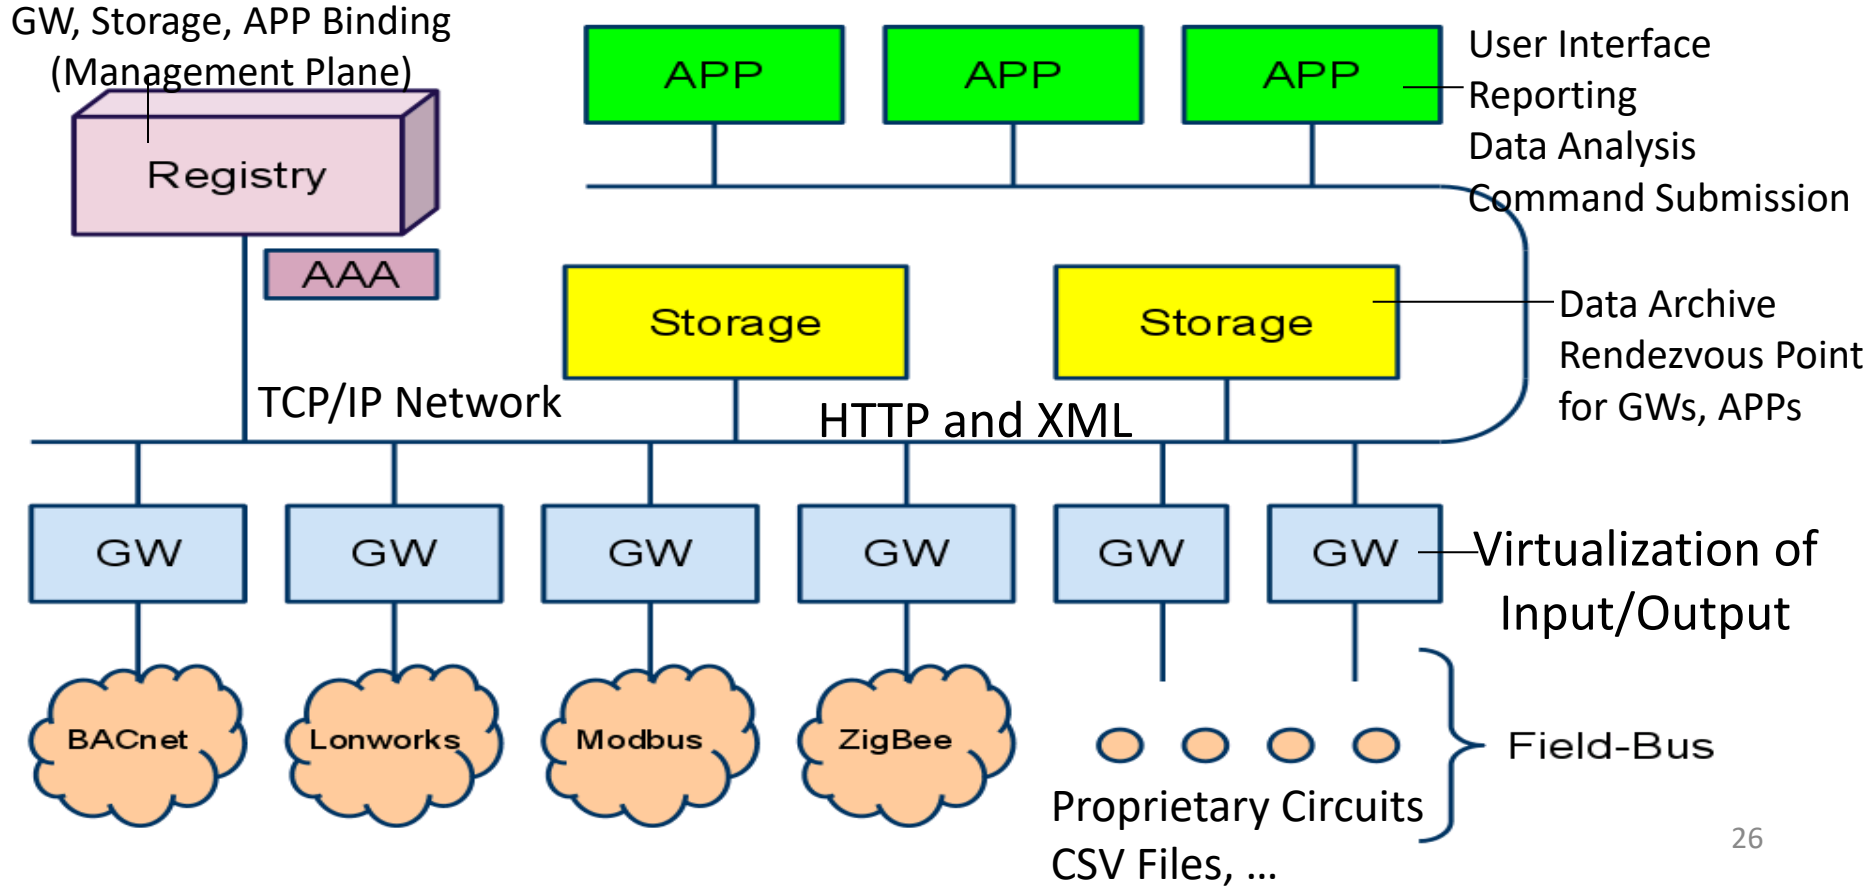 GW, Storage, APP Binding
(Management Plane)
Registry
AAA
APP
APP
APP
User Interface
Reporting
Data Analysis
Command Submission
Storage
Storage
Data Archive
Rendezvous Point
for GWs, APPs
TCP/IP Network
HTTP and XML
GW
GW
GW
GW
GW
GW
Virtualization of
Input/Output
BACnet
Lonworks
Modbus
ZigBee
Field-Bus
Proprietary Circuits
CSV Files, ...
26